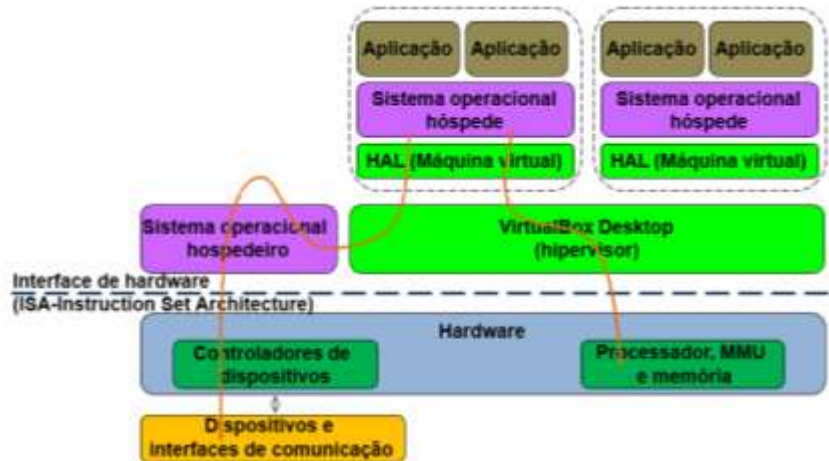 Aplicação Aplicação Aplicação Aplicação
Sistema operacional
hóspede
Sistema operacional
hóspede
HAL (Máquina virtual) HAL (Máquina virtual)
Sistema operacional
hospedeiro
VirtualBox Desktop
(hipervisor)
Interface de hardware
(ISA-Instruction Set Architecture)
Hardware
Controladores de
dispositivos
Processador, MMU
e memória
Dispositivos e
interfaces de comunicação